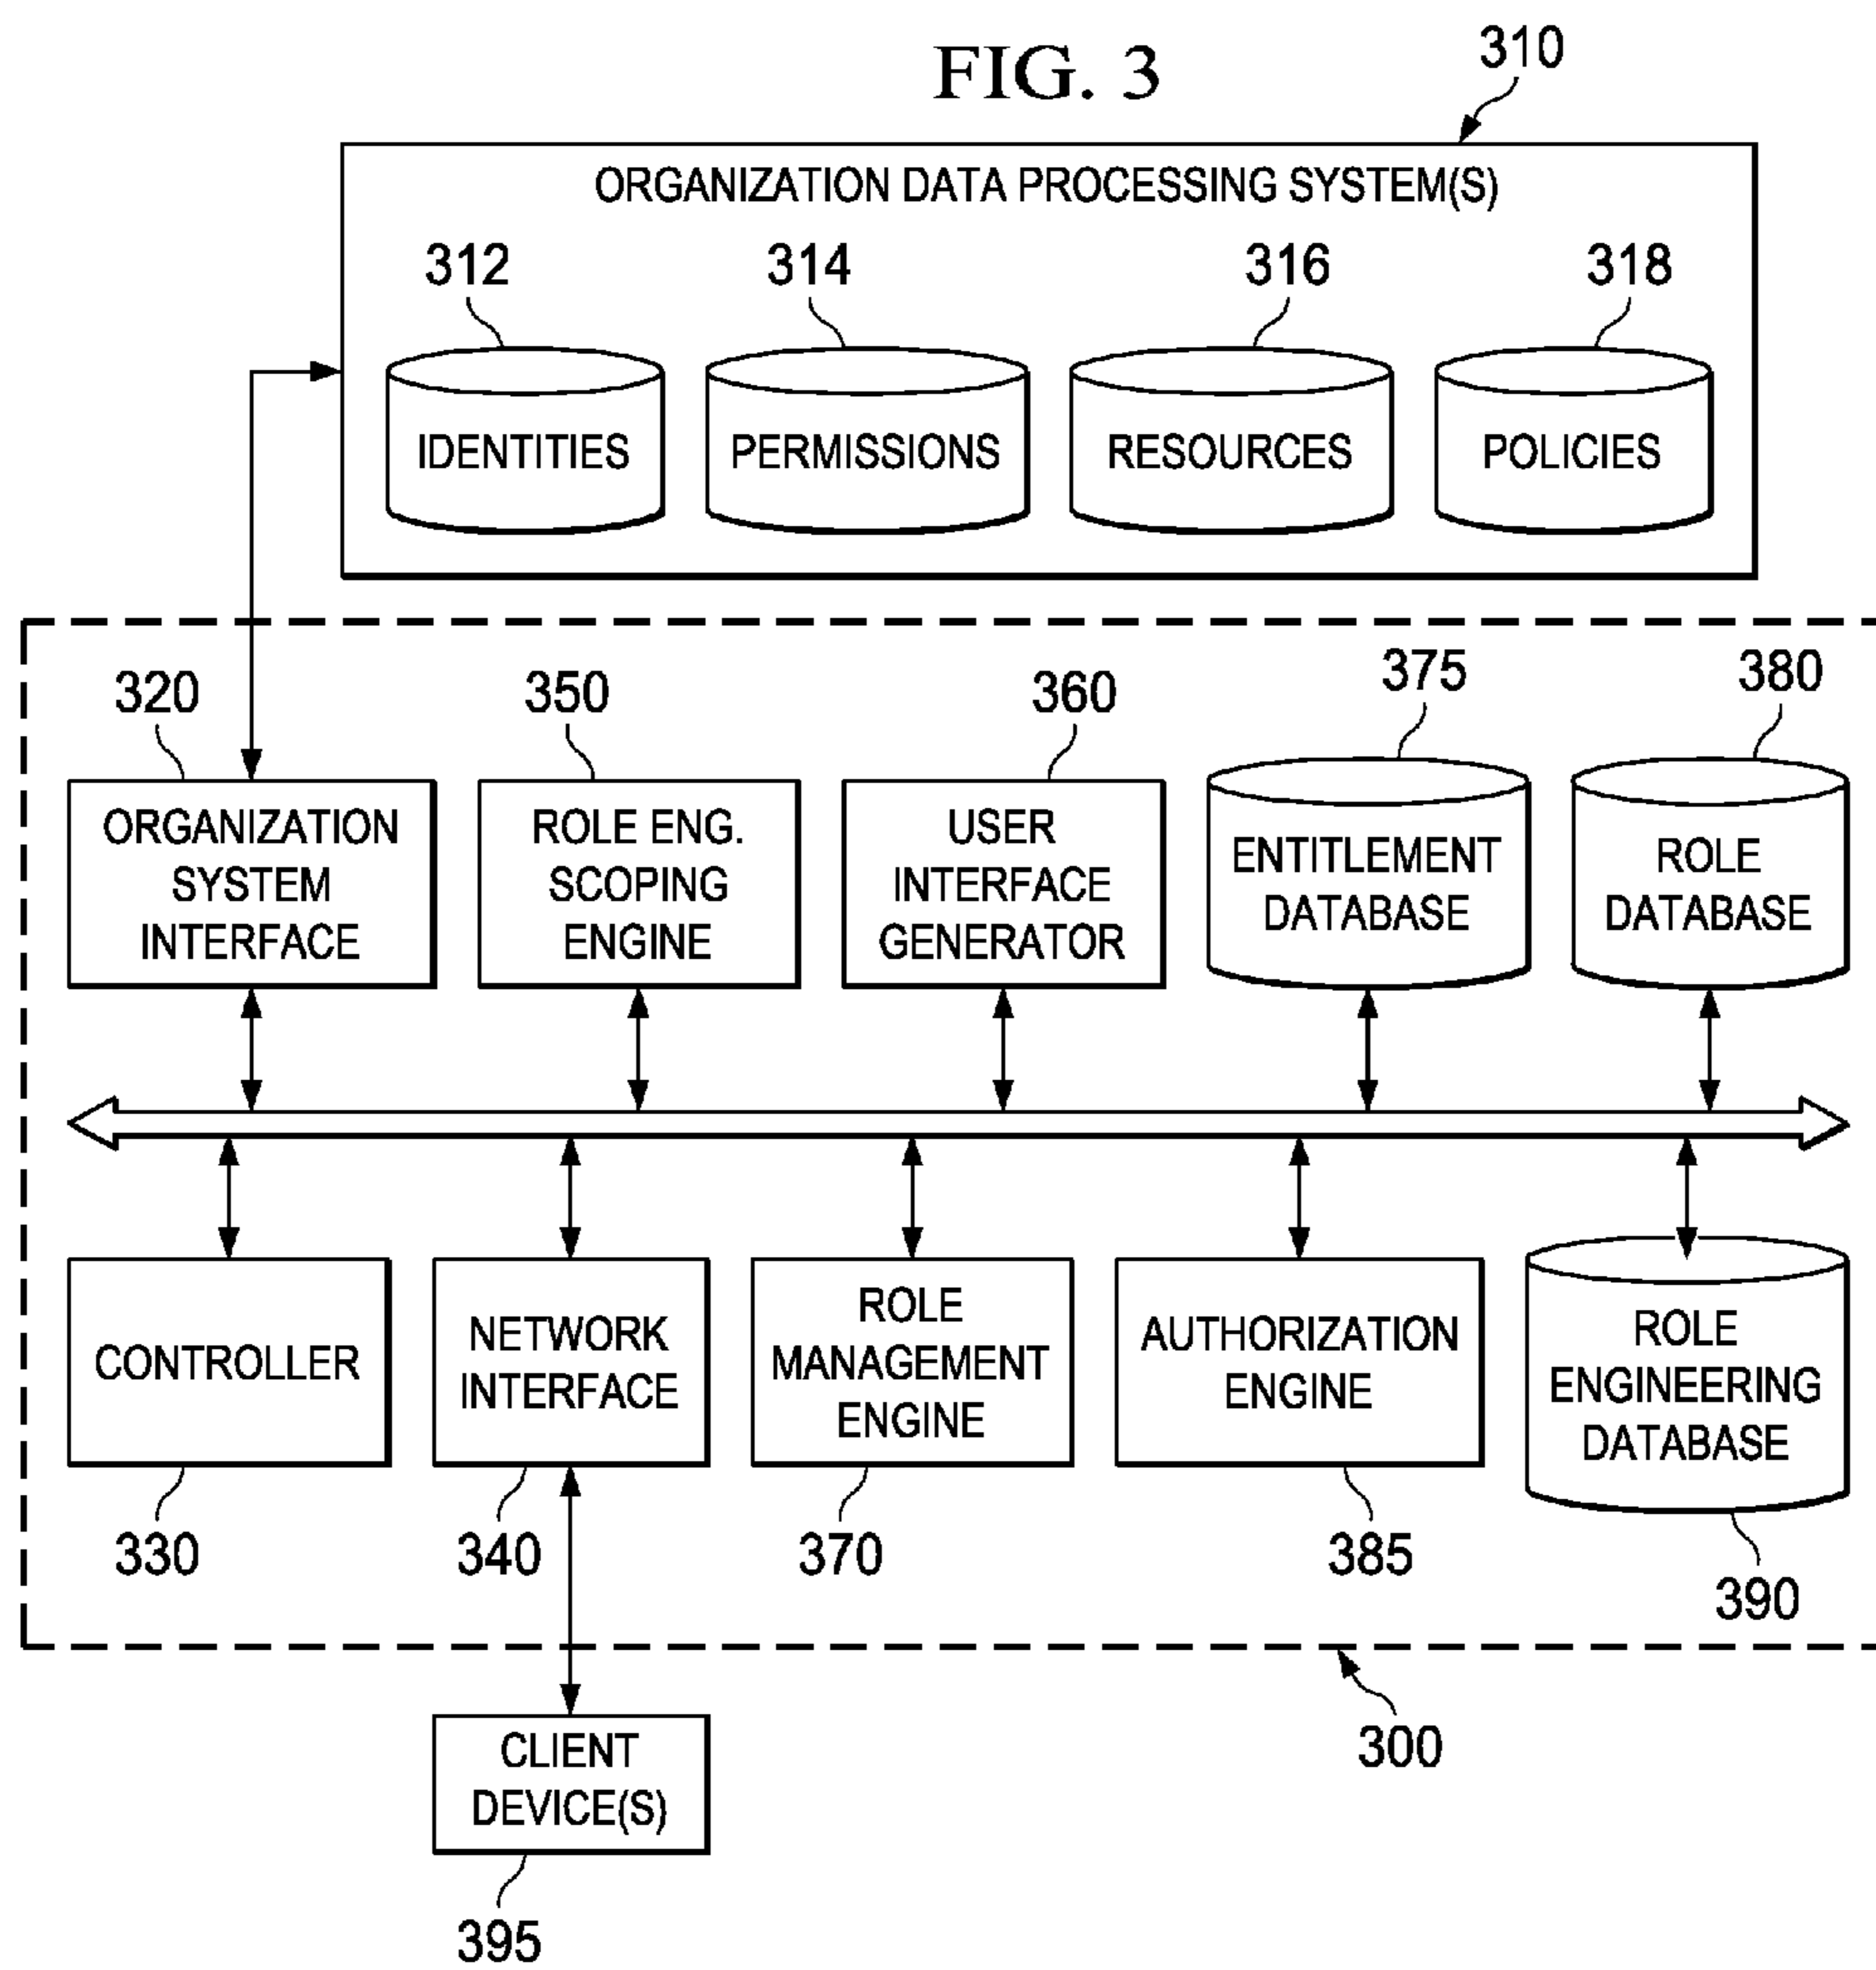 FIG. 3
310
ORGANIZATION DATA PROCESSING SYSTEM(S)
312
314
316
318
IDENTITIES
PERMISSIONS
RESOURCES
POLICIES
320
350
360
375
380
ORGANIZATION
SYSTEM
INTERFACE
ROLE ENG.
SCOPING
ENGINE
USER
INTERFACE
GENERATOR
ENTITLEMENT
DATABASE
ROLE
DATABASE
CONTROLLER
NETWORK
INTERFACE
ROLE
MANAGEMENT
ENGINE
AUTHORIZATION
ENGINE
ROLE
ENGINEERING
DATABASE
330
340
370
385
390
300
CLIENT
DEVICE(S)
395